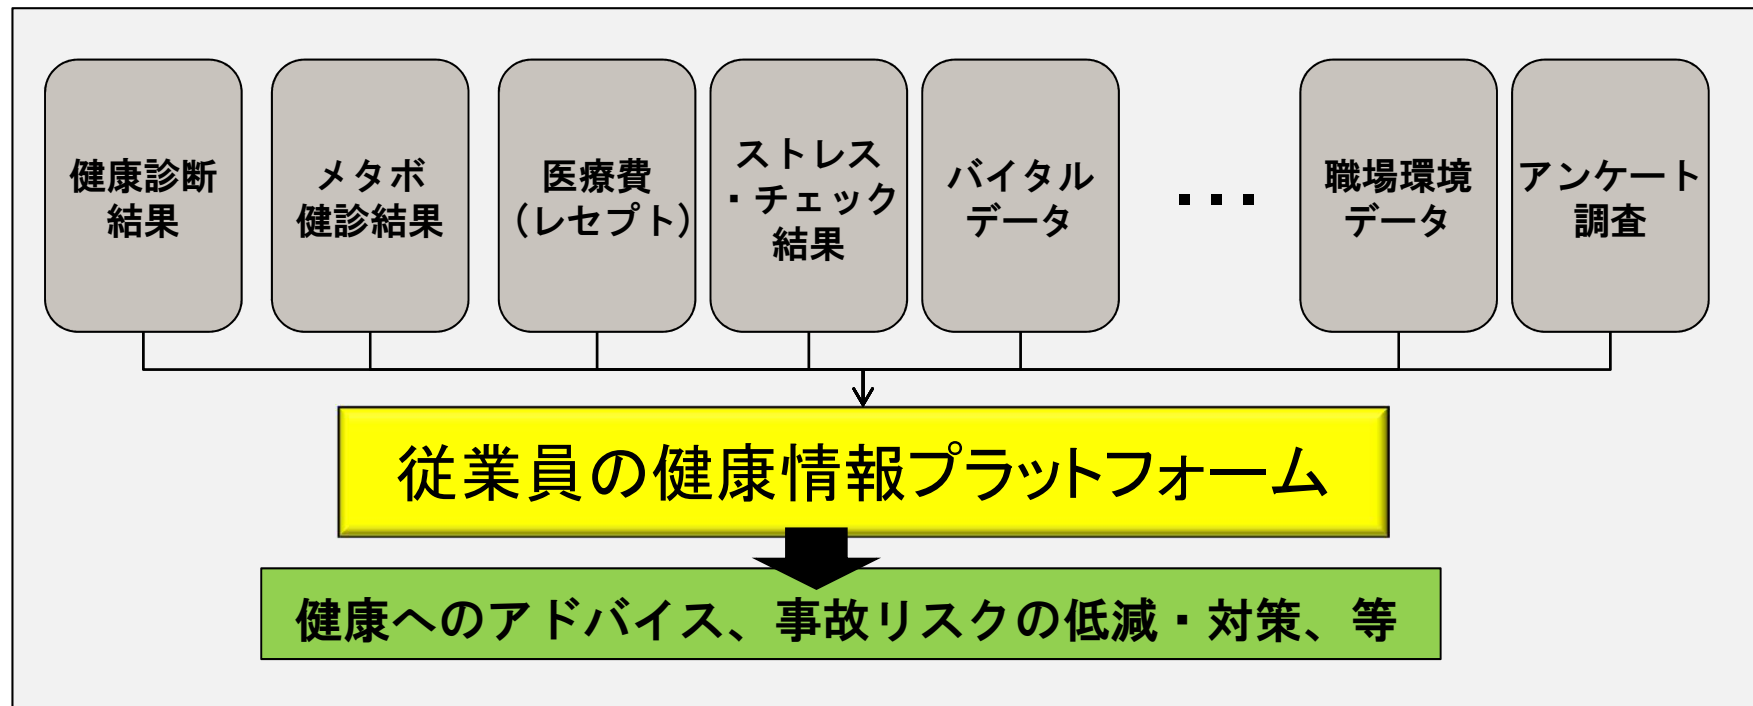 健康診断
結果
メタボ
健診結果
医療費
（レセプト）
ストレス
・チェック
結果
バイタル
データ
・・・
職場環境
データ
アンケート
調査
従業員の健康情報プラットフォーム
健康へのアドバイス、事故リスクの低減・対策、等